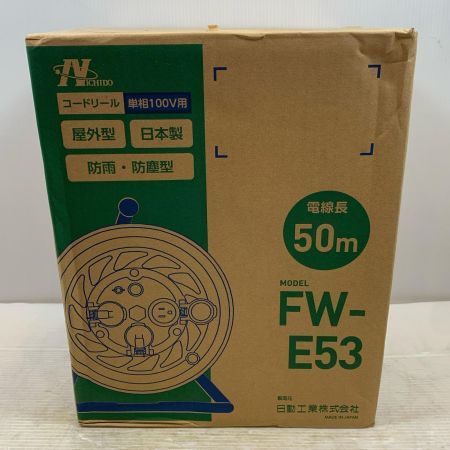 NICHIDO
コードリール 単相100V用
屋外型 日本製
防雨・防塵型
電線長
50m
MODEL
FW-
E53
製造元
日動工業株式会社
MADE IN JAPAN